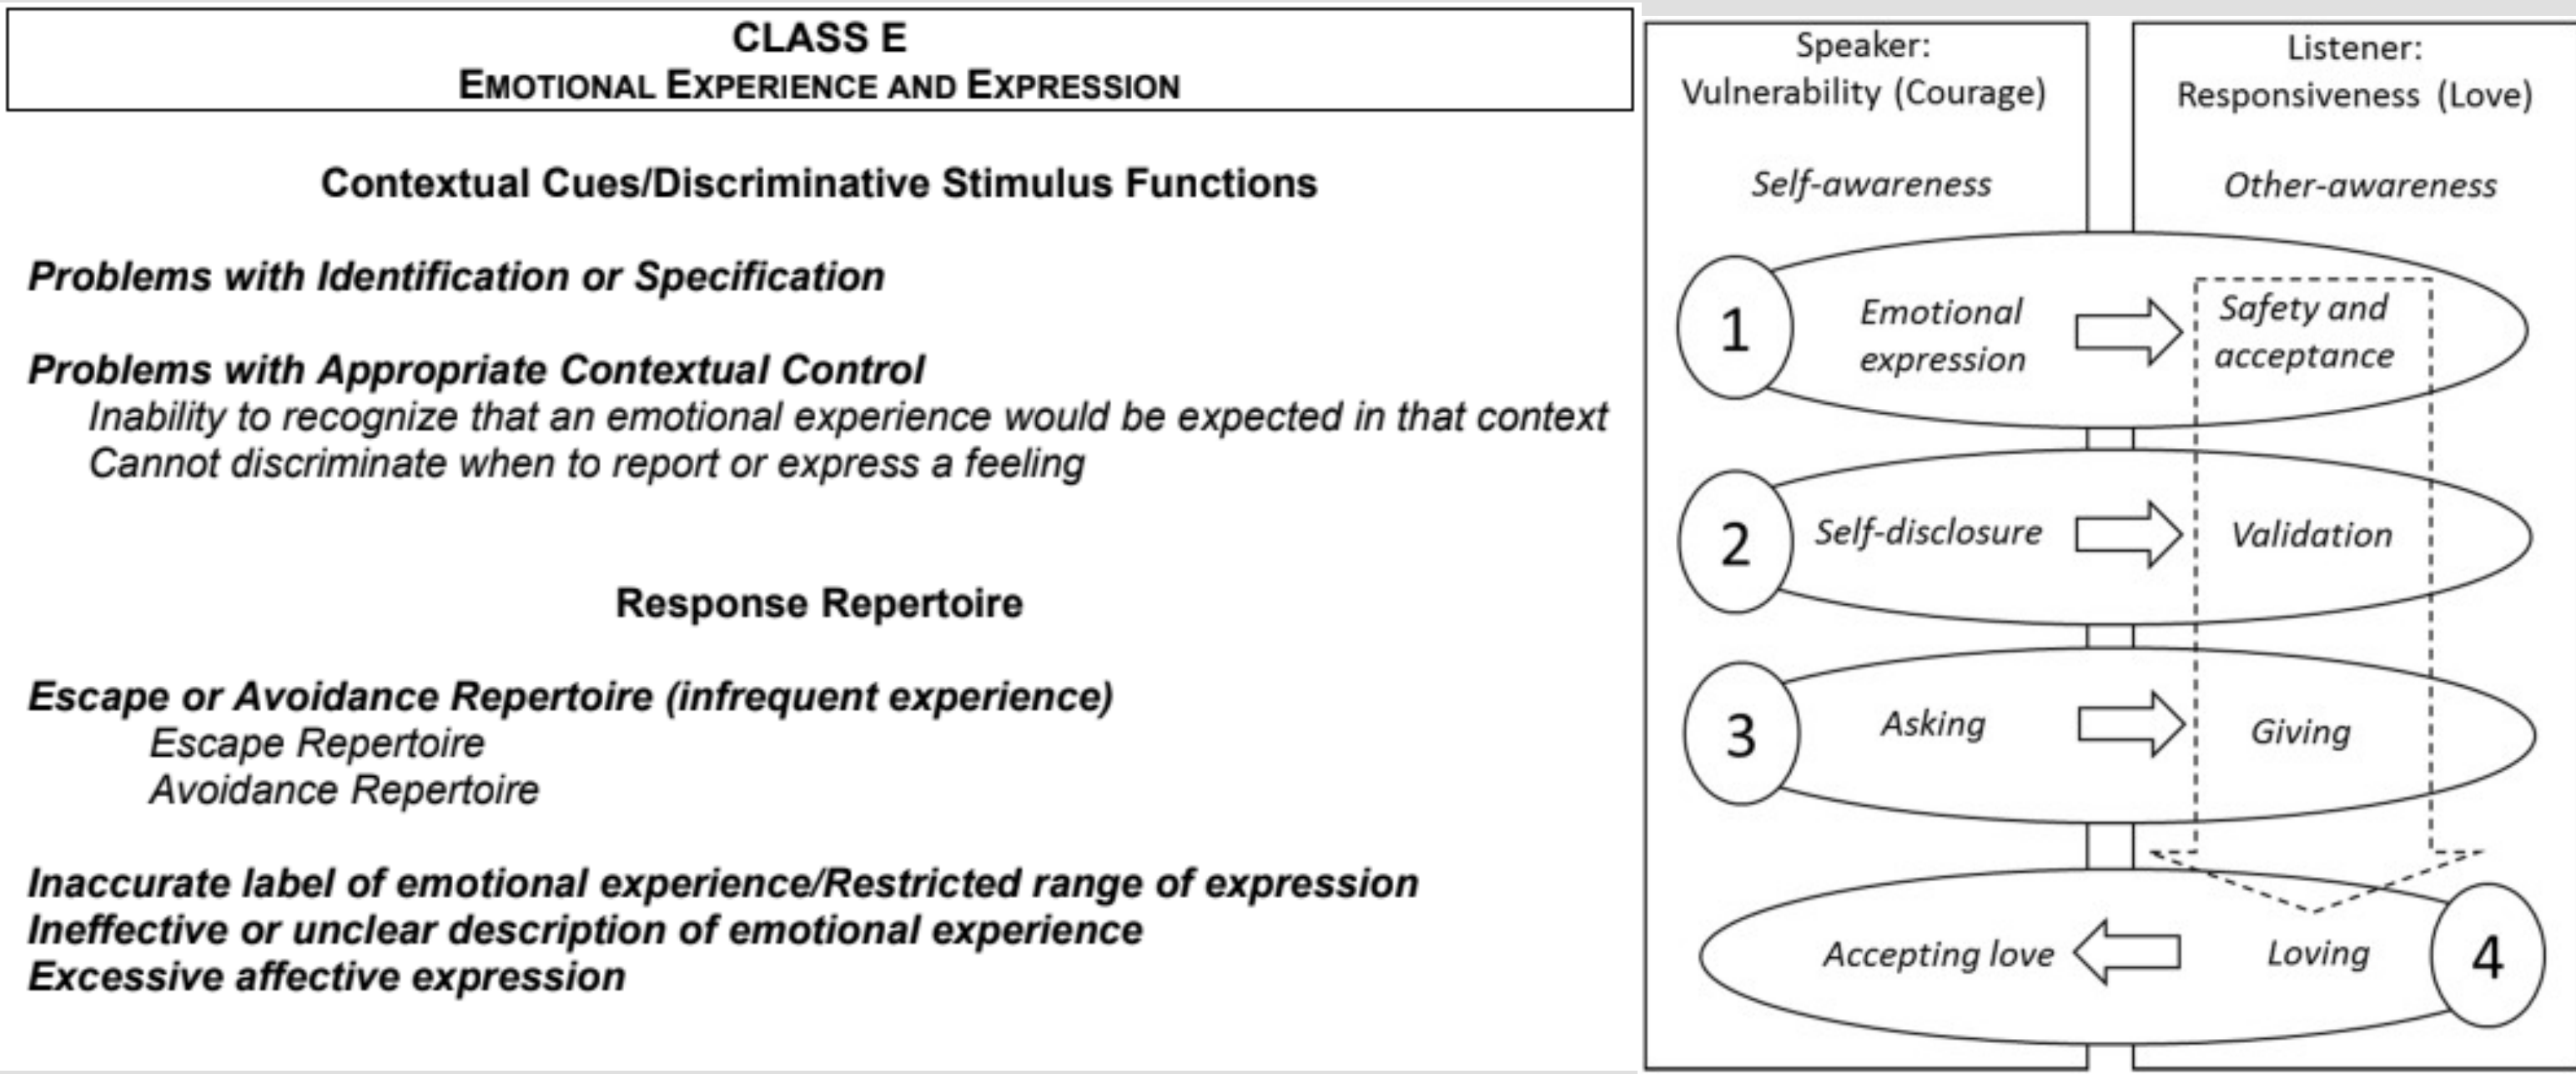 CLASS E
EMOTIONAL EXPERIENCE AND EXPRESSION
Contextual Cues/Discriminative Stimulus Functions
Problems with Identification or Specification
Problems with Appropriate Contextual Control
Inability to recognize that an emotional experience would be expected in that context
Cannot discriminate when to report or express a feeling
Response Repertoire
Escape or Avoidance Repertoire (infrequent experience)
Escape Repertoire
Avoidance Repertoire
Inaccurate label of emotional experience/Restricted range of expression
Ineffective or unclear description of emotional experience
Excessive affective expression
Speaker:
Vulnerability (Courage)
Self-awareness
Listener:
Responsiveness (Love)
Other-awareness
1
Emotional
expression
Safety and
acceptance
2
Self-disclosure
Validation
3
Asking
Giving
Accepting love
Loving
4